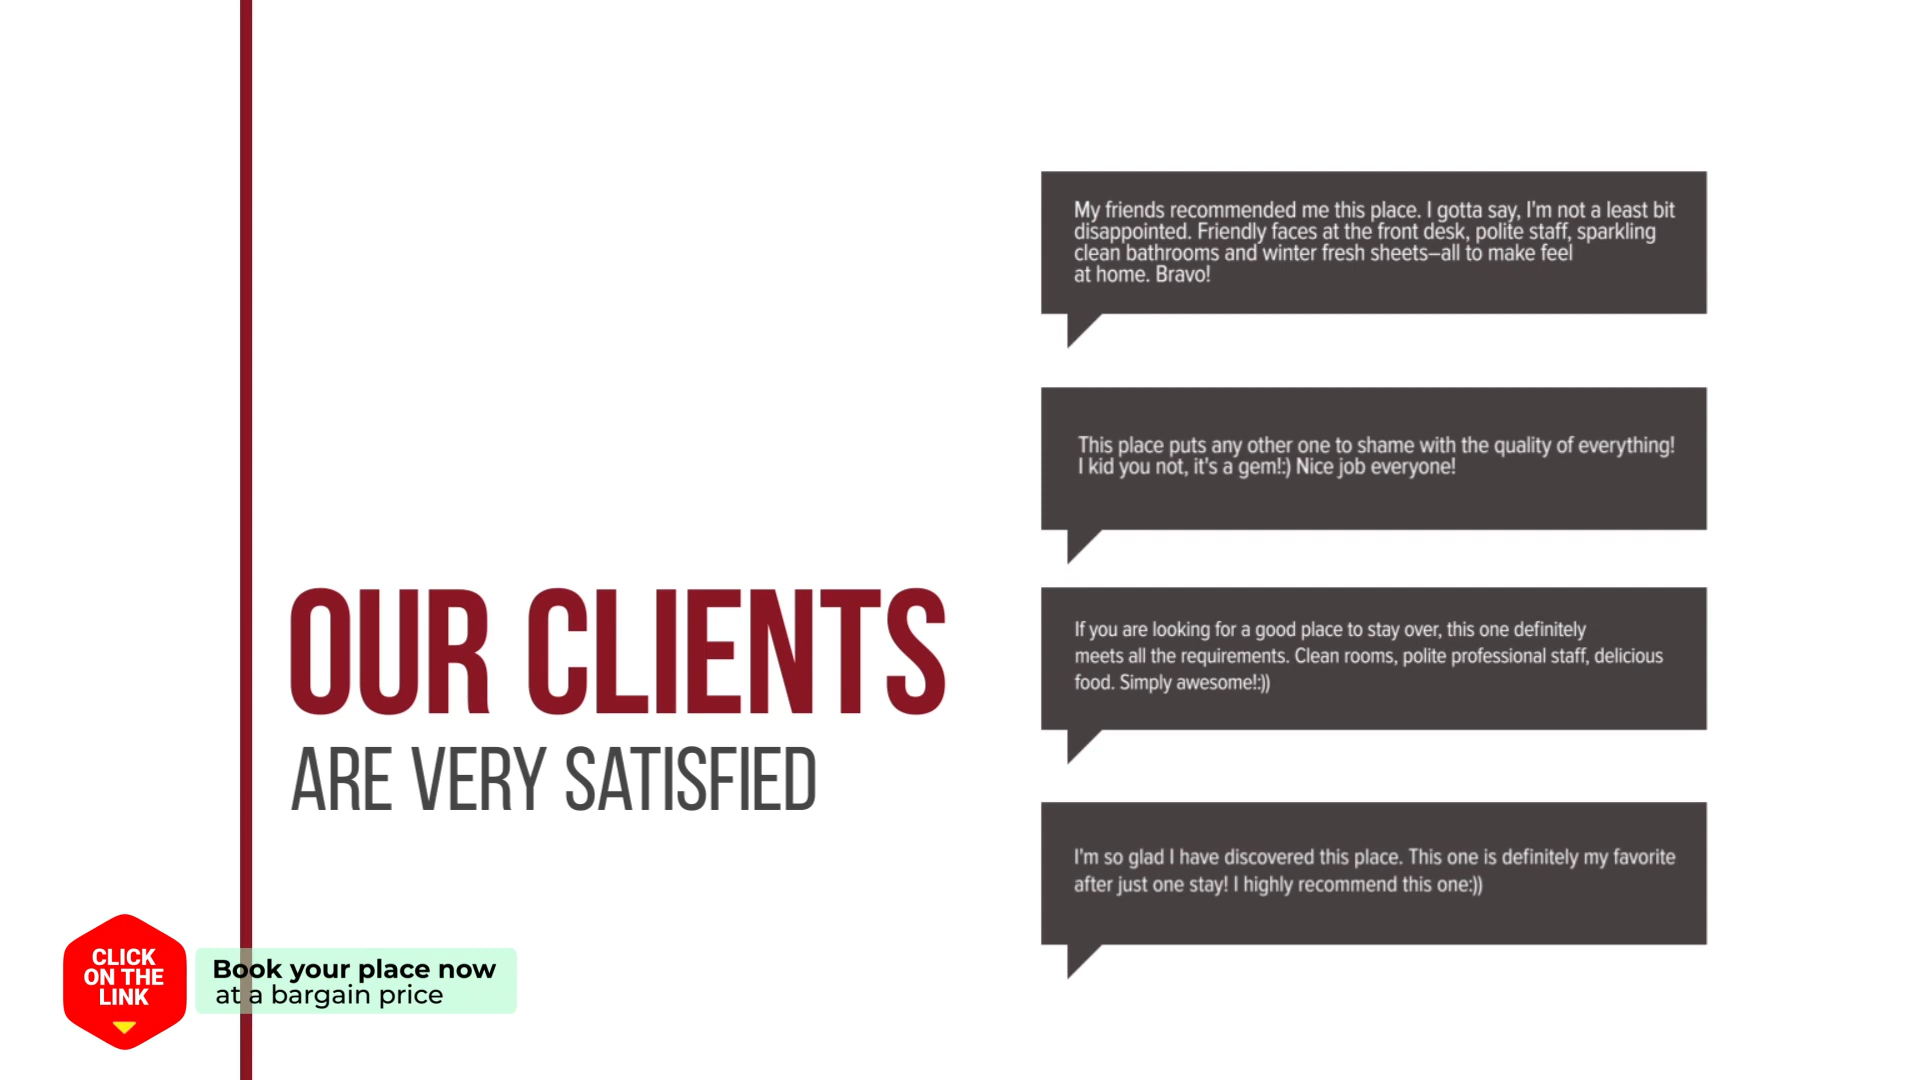 My friends recommended me this place. I gotta say, I'm not a least bit
disappointed. Friendly faces at the front desk, polite staff, sparkling
clean bathrooms and winter fresh sheets–all to make feel
at home. Bravo!
This place puts any other one to shame with the quality of everything!
I kid you not, it's a gem!:) Nice job everyone!
OUR CLIENTS
ARE VERY SATISFIED
If you are looking for a good place to stay over, this one definitely
meets all the requirements. Clean rooms, polite professional staff, delicious
food. Simply awesome!:))
I'm so glad I have discovered this place. This one is definitely my favorite
after just one stay! I highly recommend this one:))
CLICK
ON THE
LINK
Book your place now
at a bargain price